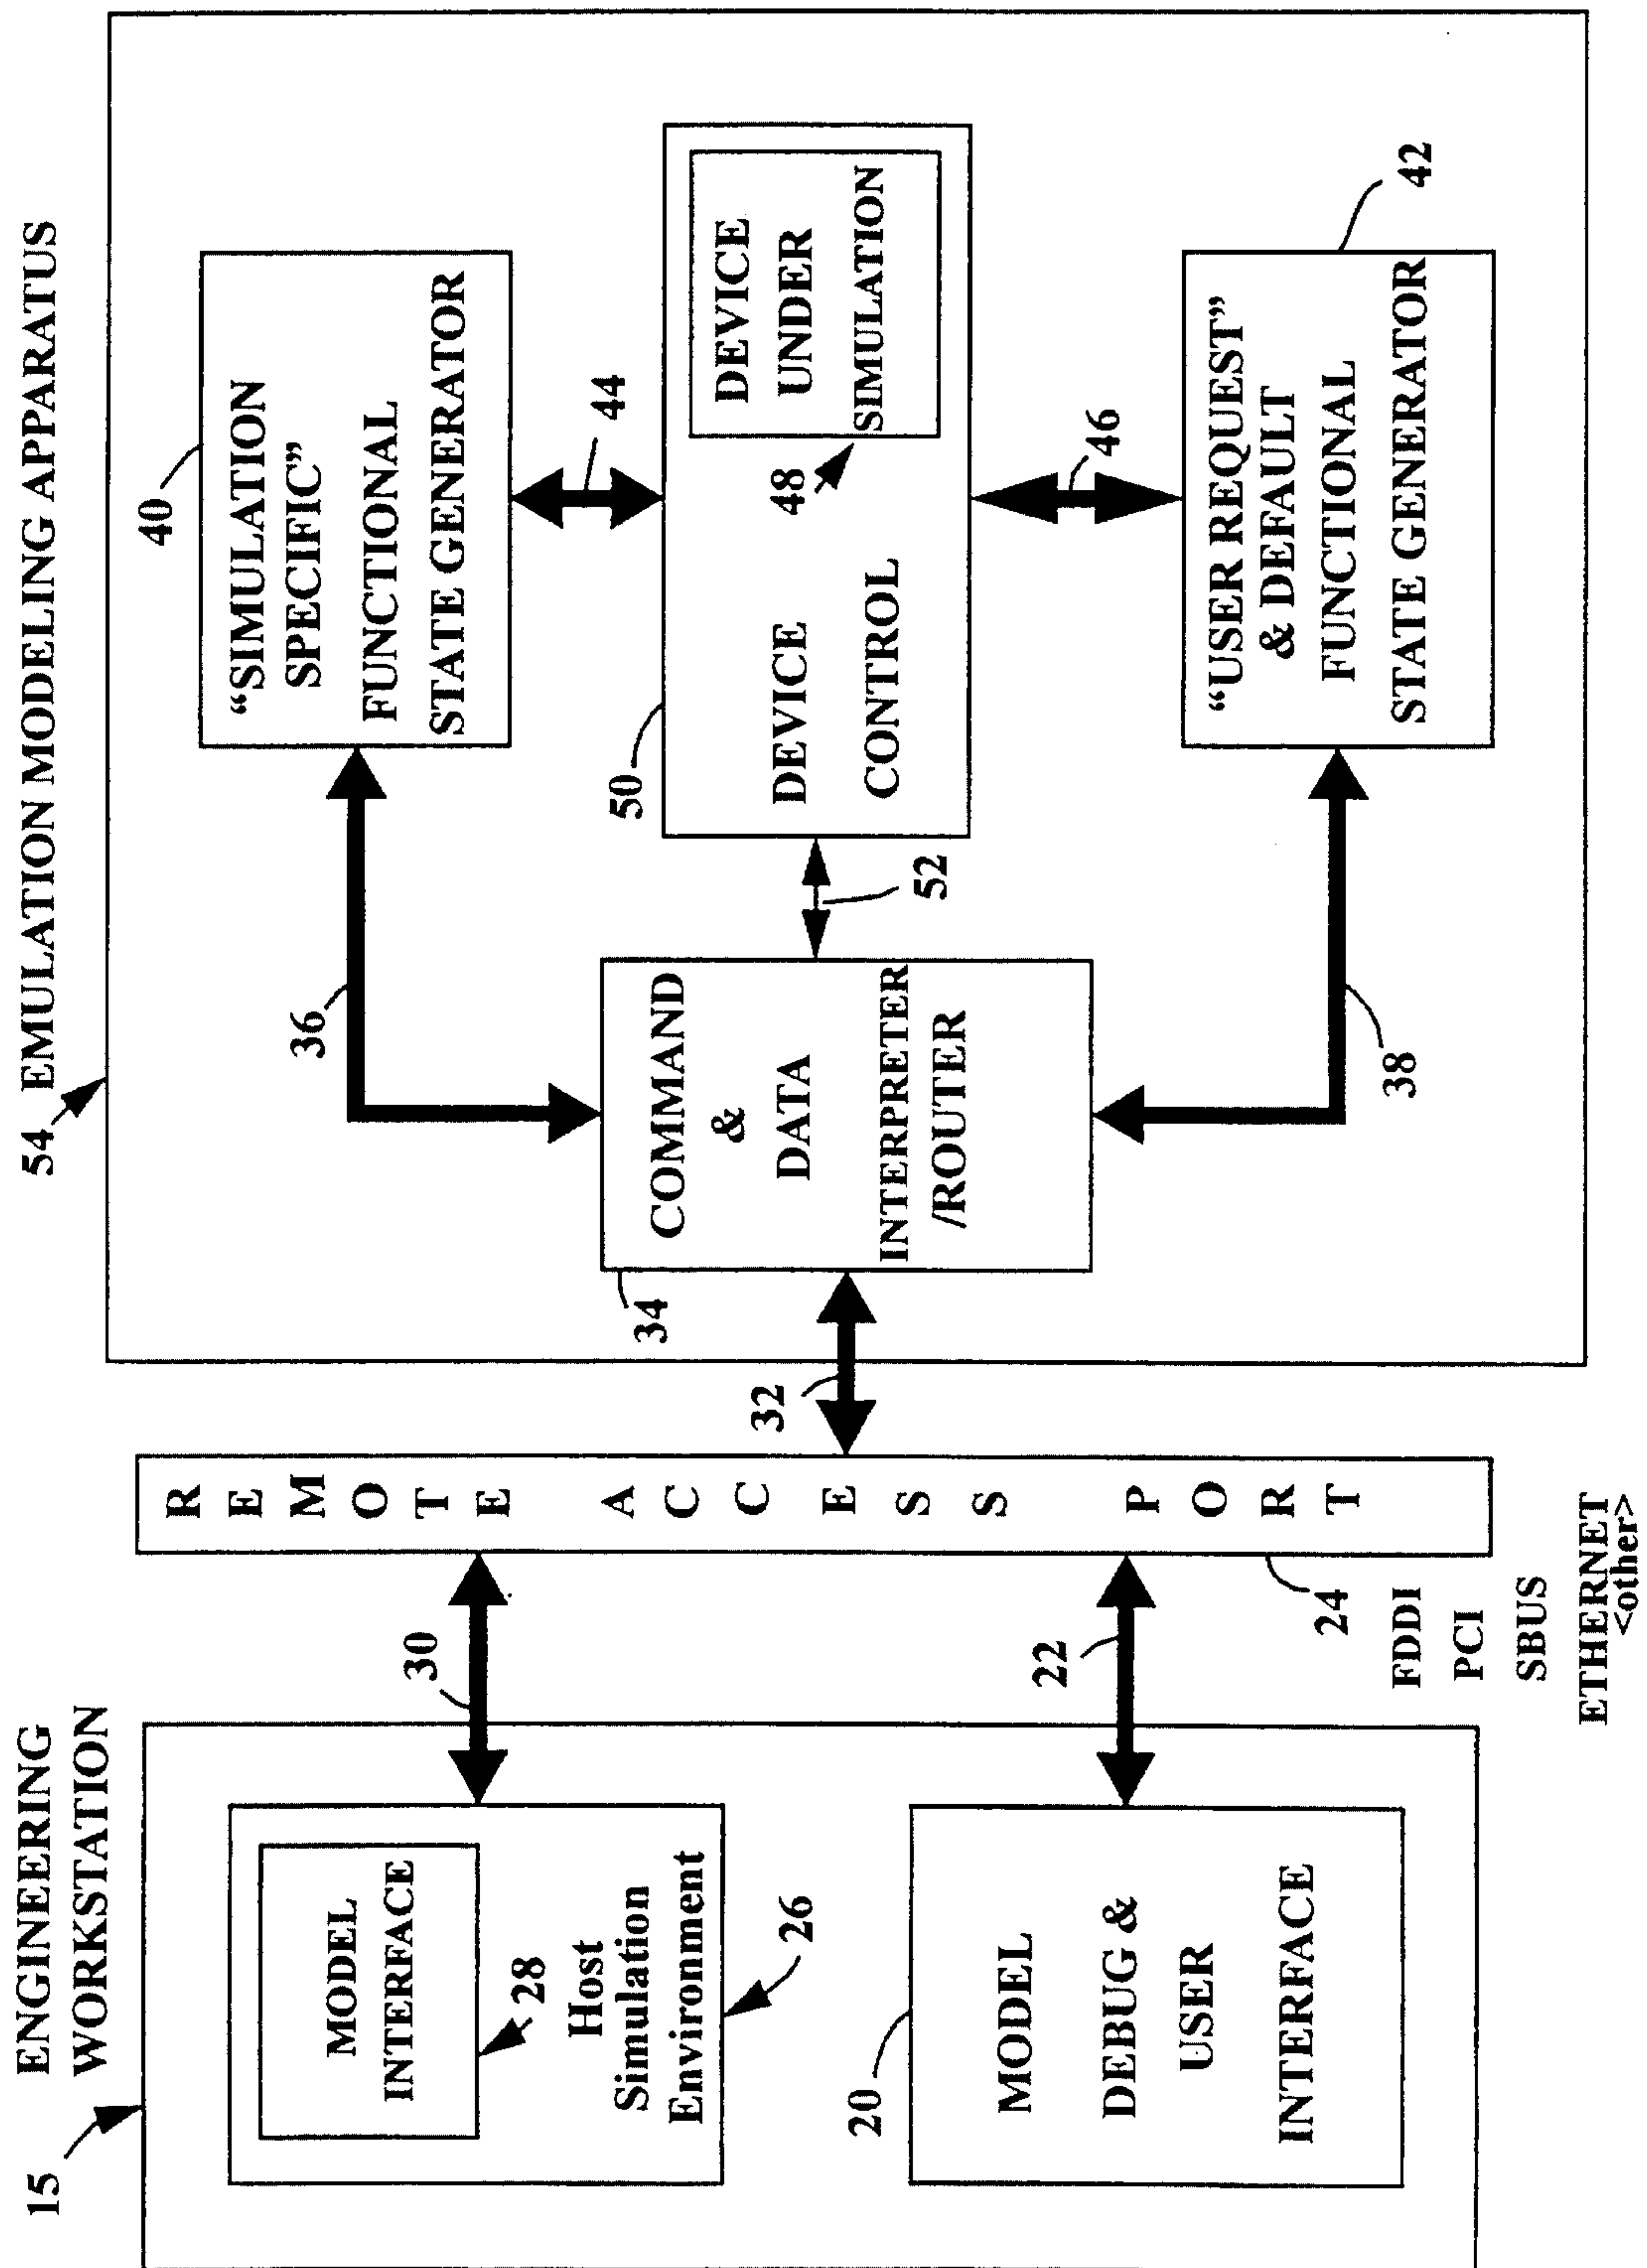 15
ENGINEERING
WORKSTATION
MODEL
INTERFACE
28
Host
Simulation
Environment
26
20
MODEL
DEBUG &
USER
INTERFACE
30
22
REMOTE ACCESS PORT
24
FDDI
PCI
SBUS
ETHERNET
<other>
32
54 EMULATION MODELING APPARATUS
34
COMMAND
&
DATA
INTERPRETER
/ROUTER
36
38
52
40
“SIMULATION
SPECIFIC”
FUNCTIONAL
STATE GENERATOR
44
50
DEVICE
CONTROL
48
DEVICE
UNDER
SIMULATION
46
42
“USER REQUEST”
& DEFAULT
FUNCTIONAL
STATE GENERATOR